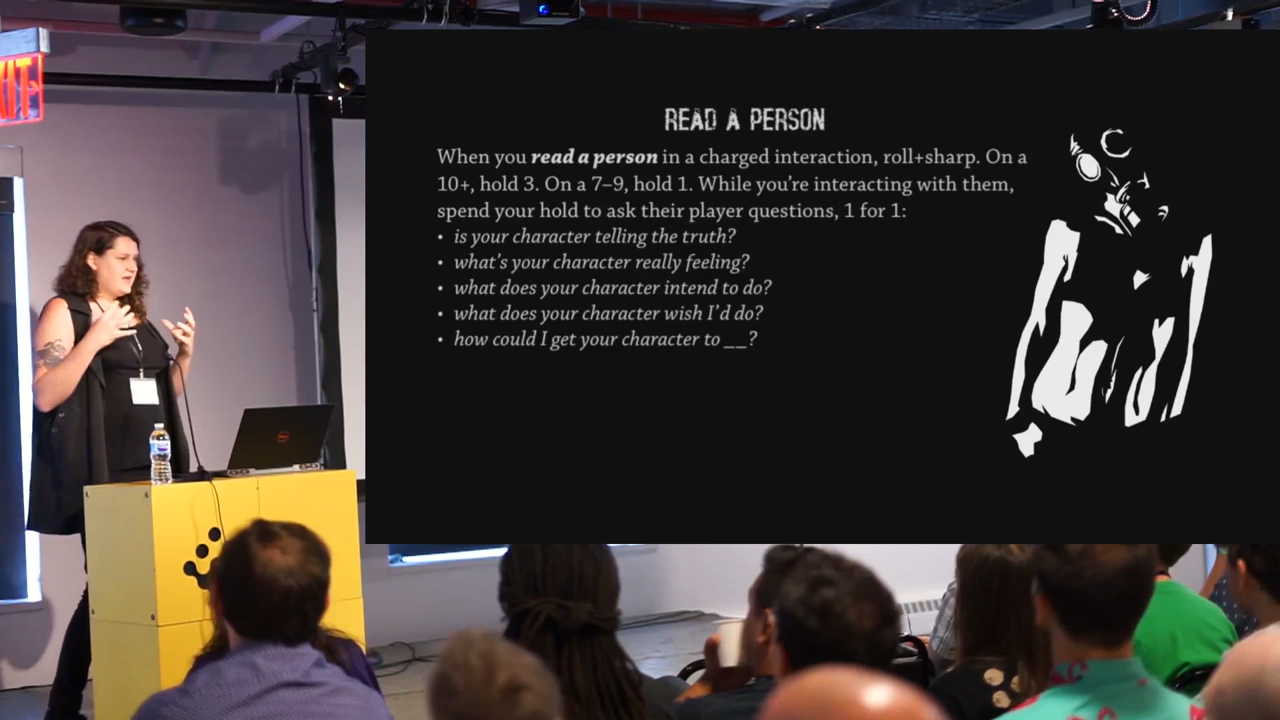 EXIT
READ A PERSON
When you read a person in a charged interaction, roll+sharp. On a
10+, hold 3. On a 7–9, hold 1. While you’re interacting with them,
spend your hold to ask their player questions, 1 for 1:
• is your character telling the truth?
• what’s your character really feeling?
• what does your character intend to do?
• what does your character wish I’d do?
• how could I get your character to __?
DELL